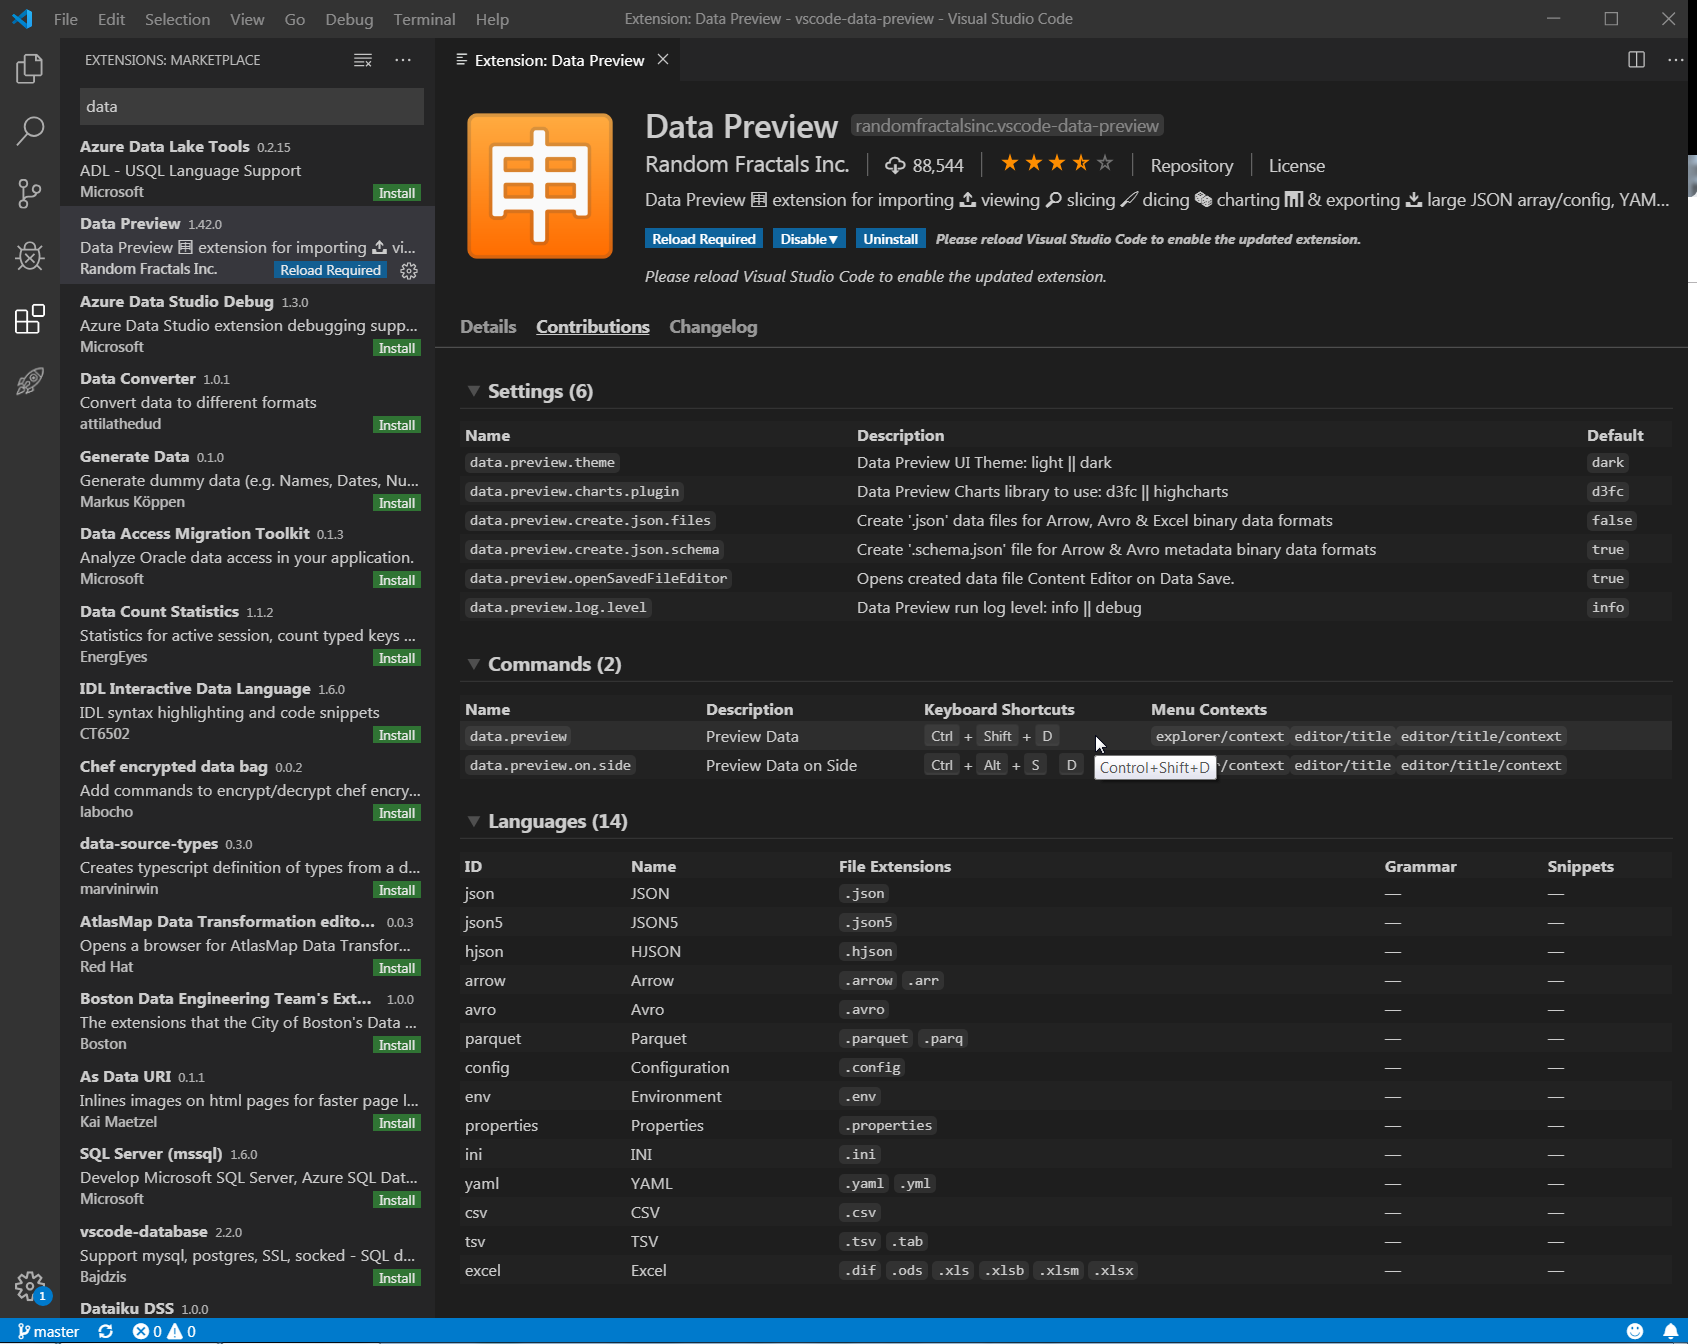 File Edit Selection View Go Debug Terminal Help
Extension: Data Preview - vscode-data-preview - Visual Studio Code
EXTENSIONS: MARKETPLACE
data
Azure Data Lake Tools 0.2.15
ADL - USQL Language Support
Microsoft Install
Data Preview 1.42.0
Data Preview extension for importing vi...
Random Fractals Inc. Reload Required
Azure Data Studio Debug 1.3.0
Azure Data Studio extension debugging supp...
Microsoft Install
Data Converter 1.0.1
Convert data to different formats
attilathedud Install
Generate Data 0.1.0
Generate dummy data (e.g. Names, Dates, Nu...
Markus Köppen Install
Data Access Migration Toolkit 0.1.3
Analyze Oracle data access in your application.
Microsoft Install
Data Count Statistics 1.1.2
Statistics for active session, count typed keys ...
EnergEyes Install
IDL Interactive Data Language 1.6.0
IDL syntax highlighting and code snippets
CT6502 Install
Chef encrypted data bag 0.0.2
Add commands to encrypt/decrypt chef encry...
labocho Install
data-source-types 0.3.0
Creates typescript definition of types from a d...
marvinirwin Install
AtlasMap Data Transformation edito... 0.0.3
Opens a browser for AtlasMap Data Transfor...
Red Hat Install
Boston Data Engineering Team's Ext... 1.0.0
The extensions that the City of Boston's Data ...
Boston Install
As Data URI 0.1.1
Inlines images on html pages for faster page l...
Kai Maetzel Install
SQL Server (mssql) 1.6.0
Develop Microsoft SQL Server, Azure SQL Dat...
Microsoft Install
vscode-database 2.2.0
Support mysql, postgres, SSL, socked - SQL d...
Bajdzis Install
Dataiku DSS 1.0.0
1
Extension: Data Preview
申
Data Preview randomfractalsinc.vscode-data-preview
Random Fractals Inc. 88,544 Repository License
Data Preview extension for importing viewing slicing dicing charting & exporting large JSON array/config, YAM...
Reload Required Disable▼ Uninstall Please reload Visual Studio Code to enable the updated extension.
Please reload Visual Studio Code to enable the updated extension.
Details Contributions Changelog
Settings (6)
Name Description Default
data.preview.theme Data Preview UI Theme: light || dark dark
data.preview.charts.plugin Data Preview Charts library to use: d3fc || highcharts d3fc
data.preview.create.json.files Create '.json' data files for Arrow, Avro & Excel binary data formats false
data.preview.create.json.schema Create '.schema.json' file for Arrow & Avro metadata binary data formats true
data.preview.openSavedFileEditor Opens created data file Content Editor on Data Save. true
data.preview.log.level Data Preview run log level: info || debug info
Commands (2)
Name Description Keyboard Shortcuts Menu Contexts
data.preview Preview Data Ctrl + Shift + D explorer/context editor/title editor/title/context
data.preview.on.side Preview Data on Side Ctrl + Alt + S D Control+Shift+D r/context editor/title editor/title/context
Languages (14)
ID Name File Extensions Grammar Snippets
json JSON .json — —
json5 JSON5 .json5 — —
hjson HJSON .hjson — —
arrow Arrow .arrow .arr — —
avro Avro .avro — —
parquet Parquet .parquet .parq — —
config Configuration .config — —
env Environment .env — —
properties Properties .properties — —
ini INI .ini — —
yaml YAML .yaml .yml — —
csv CSV .csv — —
tsv TSV .tsv .tab — —
excel Excel .dif .ods .xls .xlsb .xlsm .xlsx — —
master 0 0